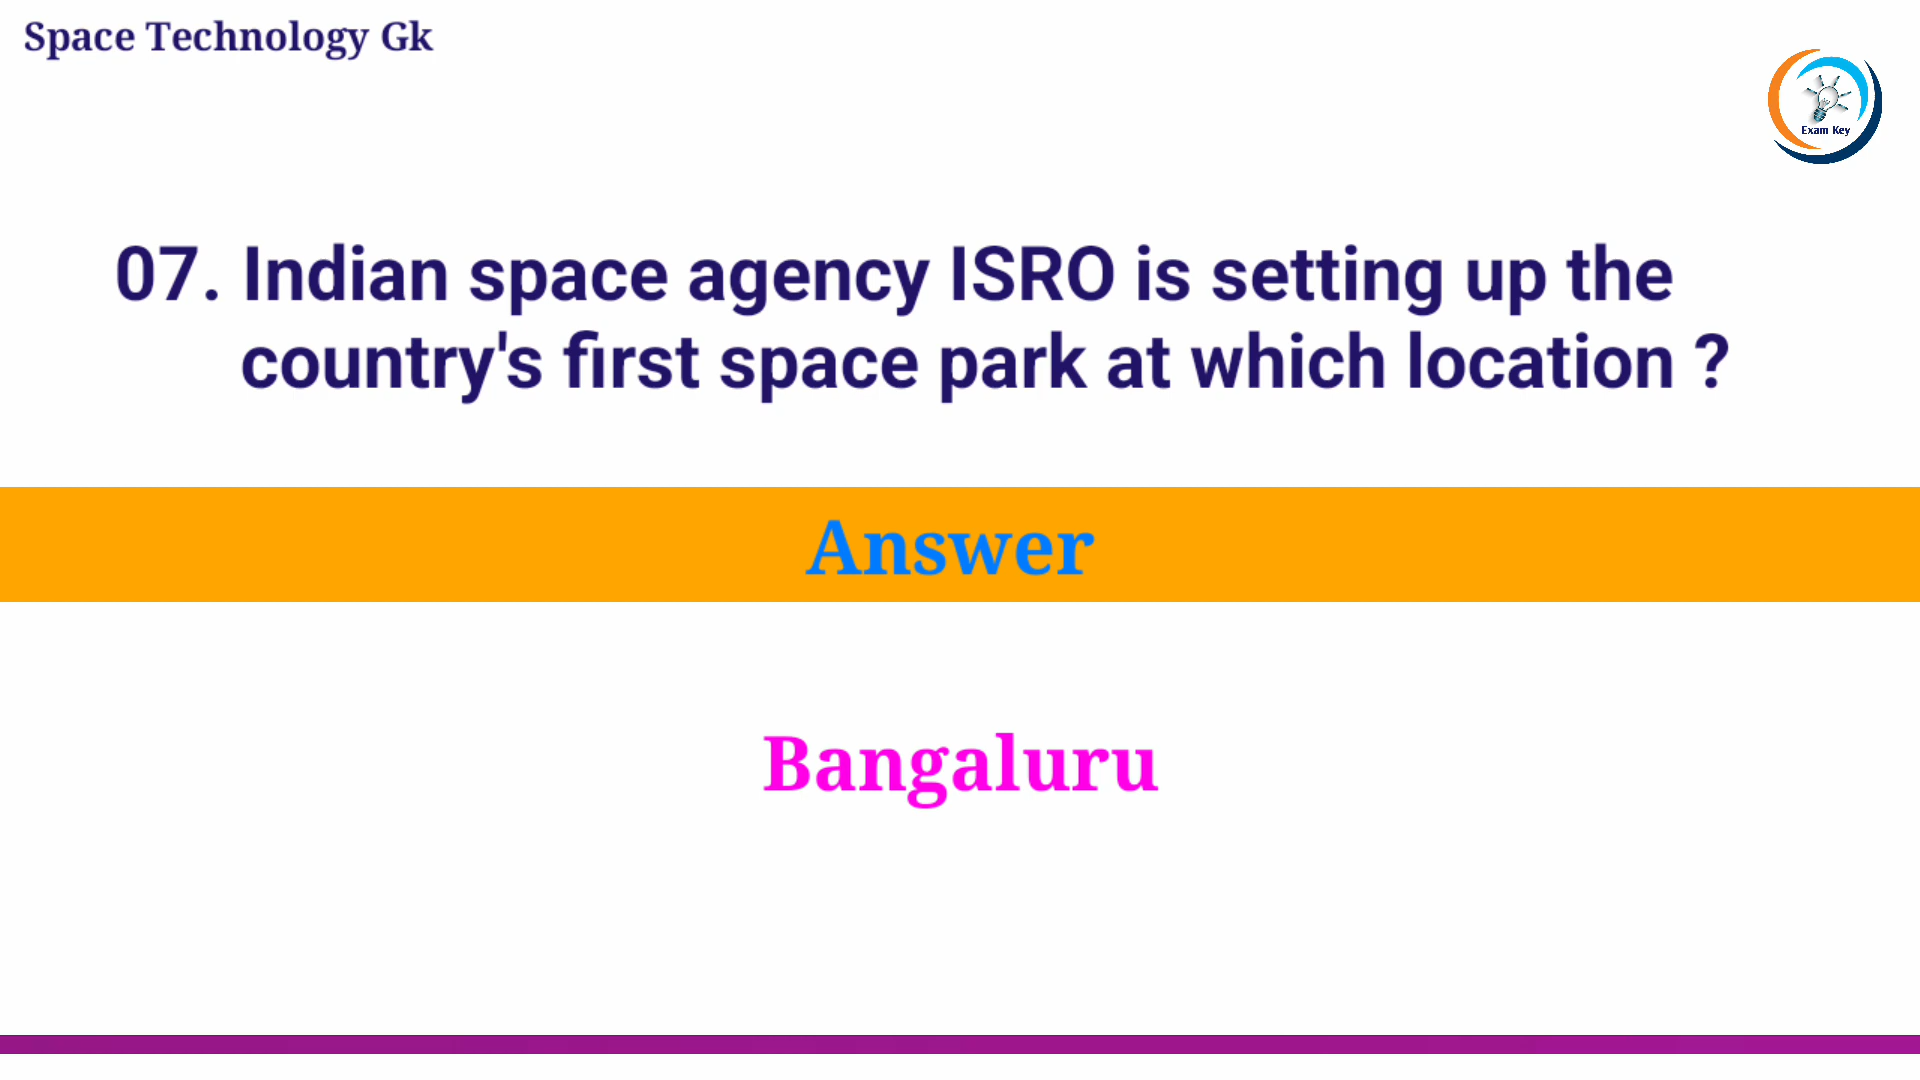 Space Technology Gk
Exam Key
07. Indian space agency ISRO is setting up the
country's first space park at which location ?
Answer
Bangaluru